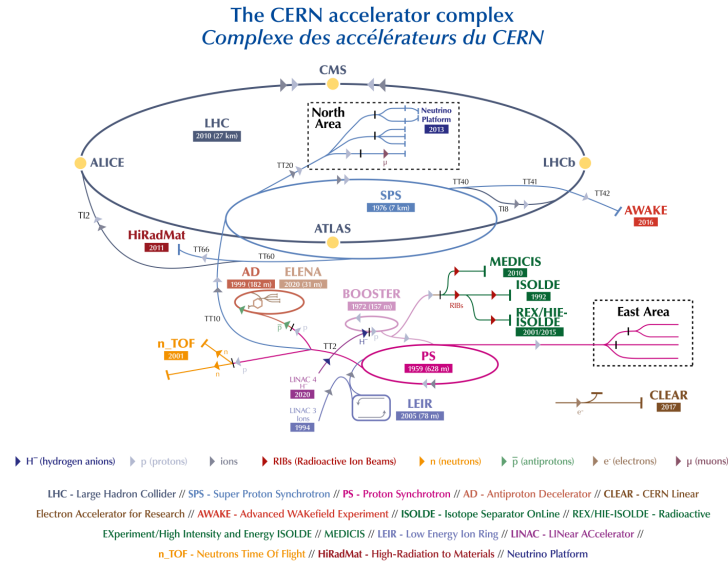 The CERN accelerator complex
Complexe des accélérateurs du CERN
CMS
North
Area
Neutrino
Platform
2013
LHC
2010 (27 km)
μ
TT20
ALICE
LHCb
SPS
1976 (7 km)
TT40
TT41
TI8
TT42
AWAKE
2016
TI2
ATLAS
HiRadMat
2011
TT66
TT60
AD
1999 (182 m)
ELENA
2020 (31 m)
MEDICIS
2010
ISOLDE
1992
RIBs
REX/HIE-
ISOLDE
2001/2015
BOOSTER
1972 (157 m)
East Area
TT10
p̅
p
H⁻
p
n_TOF
2001
n
n
p
TT2
PS
1959 (628 m)
LINAC 4
H⁻
2020
LINAC 3
Ions
1994
LEIR
2005 (78 m)
CLEAR
2017
e⁻
H⁻ (hydrogen anions)
p (protons)
ions
RIBs (Radioactive Ion Beams)
n (neutrons)
p̅ (antiprotons)
e⁻ (electrons)
μ (muons)
LHC - Large Hadron Collider // SPS - Super Proton Synchrotron // PS - Proton Synchrotron // AD - Antiproton Decelerator // CLEAR - CERN Linear
Electron Accelerator for Research // AWAKE - Advanced WAKefield Experiment // ISOLDE - Isotope Separator OnLine // REX/HIE-ISOLDE - Radioactive
EXperiment/High Intensity and Energy ISOLDE // MEDICIS // LEIR - Low Energy Ion Ring // LINAC - LINear ACcelerator //
n_TOF - Neutrons Time Of Flight // HiRadMat - High-Radiation to Materials // Neutrino Platform